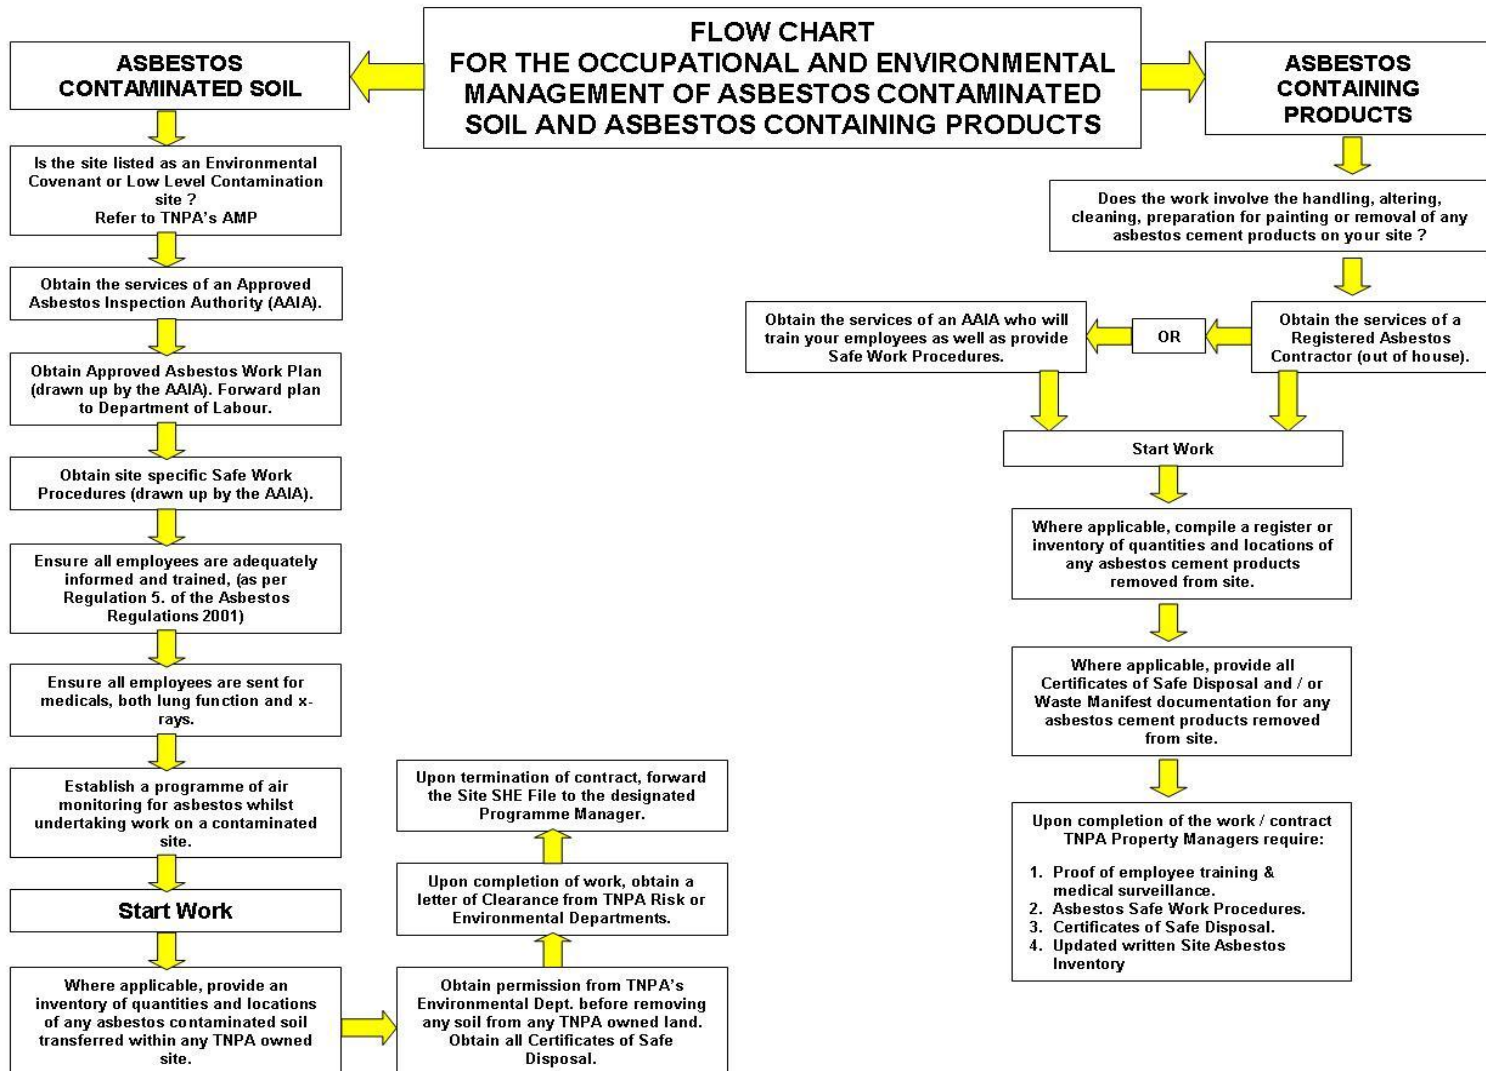 FLOW CHART
FOR THE OCCUPATIONAL AND ENVIRONMENTAL
MANAGEMENT OF ASBESTOS CONTAMINATED
SOIL AND ASBESTOS CONTAINING PRODUCTS
ASBESTOS
CONTAMINATED SOIL
Is the site listed as an Environmental
Covenant or Low Level Contamination
site ?
Refer to TNPA's AMP
Obtain the services of an Approved
Asbestos Inspection Authority (AAIA).
Obtain Approved Asbestos Work Plan
(drawn up by the AAIA). Forward plan
to Department of Labour.
Obtain site specific Safe Work
Procedures (drawn up by the AAIA).
Ensure all employees are adequately
informed and trained, (as per
Regulation 5. of the Asbestos
Regulations 2001)
Ensure all employees are sent for
medicals, both lung function and x-
rays.
Establish a programme of air
monitoring for asbestos whilst
undertaking work on a contaminated
site.
Start Work
Where applicable, provide an
inventory of quantities and locations
of any asbestos contaminated soil
transferred within any TNPA owned
site.
Obtain permission from TNPA's
Environmental Dept. before removing
any soil from any TNPA owned land.
Obtain all Certificates of Safe
Disposal.
Upon completion of work, obtain a
letter of Clearance from TNPA Risk or
Environmental Departments.
Upon termination of contract, forward
the Site SHE File to the designated
Programme Manager.
ASBESTOS
CONTAINING
PRODUCTS
Does the work involve the handling, altering,
cleaning, preparation for painting or removal of any
asbestos cement products on your site ?
Obtain the services of a
Registered Asbestos
Contractor (out of house).
OR
Obtain the services of an AAIA who will
train your employees as well as provide
Safe Work Procedures.
Start Work
Where applicable, compile a register or
inventory of quantities and locations of
any asbestos cement products
removed from site.
Where applicable, provide all
Certificates of Safe Disposal and / or
Waste Manifest documentation for any
asbestos cement products removed
from site.
Upon completion of the work / contract
TNPA Property Managers require:
1. Proof of employee training &
medical surveillance.
2. Asbestos Safe Work Procedures.
3. Certificates of Safe Disposal.
4. Updated written Site Asbestos
Inventory